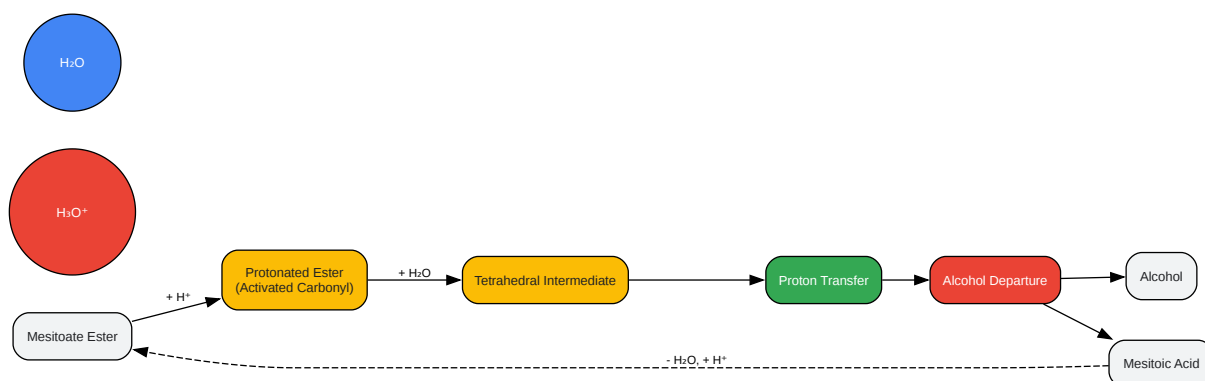 H₂O
H₃O⁺
Protonated Ester
(Activated Carbonyl)
+ H₂O
Tetrahedral Intermediate
Proton Transfer
Alcohol Departure
Alcohol
+ H⁺
Mesitoate Ester
- H₂O, + H⁺
Mesitoic Acid